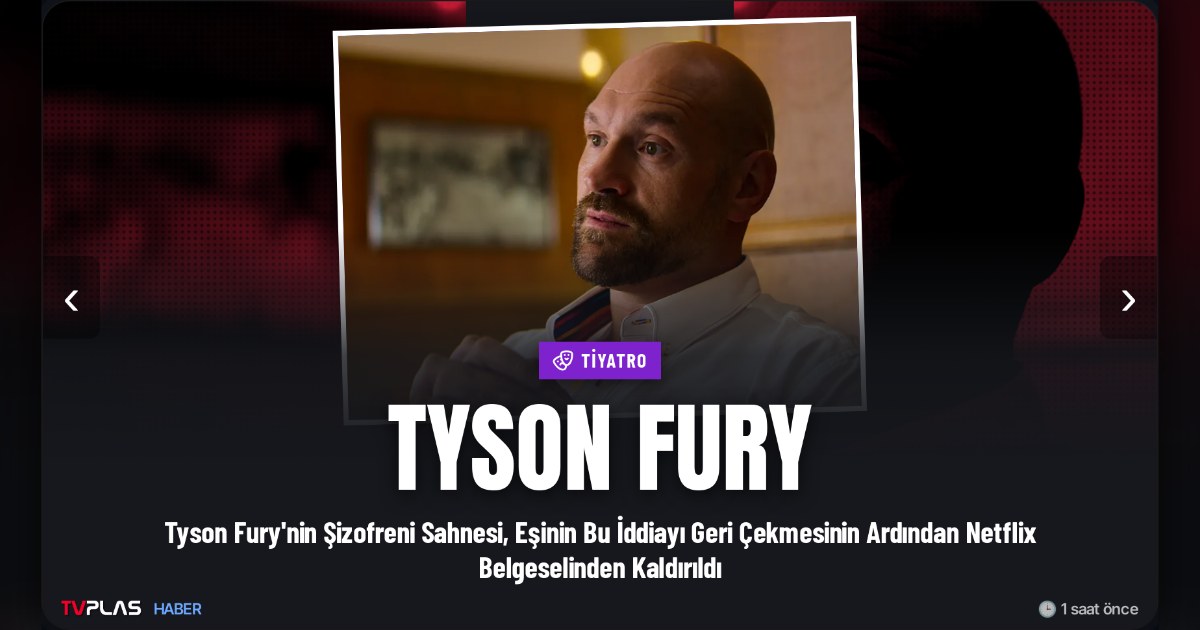 TİYATRO
TYSON FURY
Tyson Fury'nin Şizofreni Sahnesi, Eşinin Bu İddiayı Geri Çekmesinin Ardından Netflix
Belgeselinden Kaldırıldı
TVPLAS HABER
1 saat önce